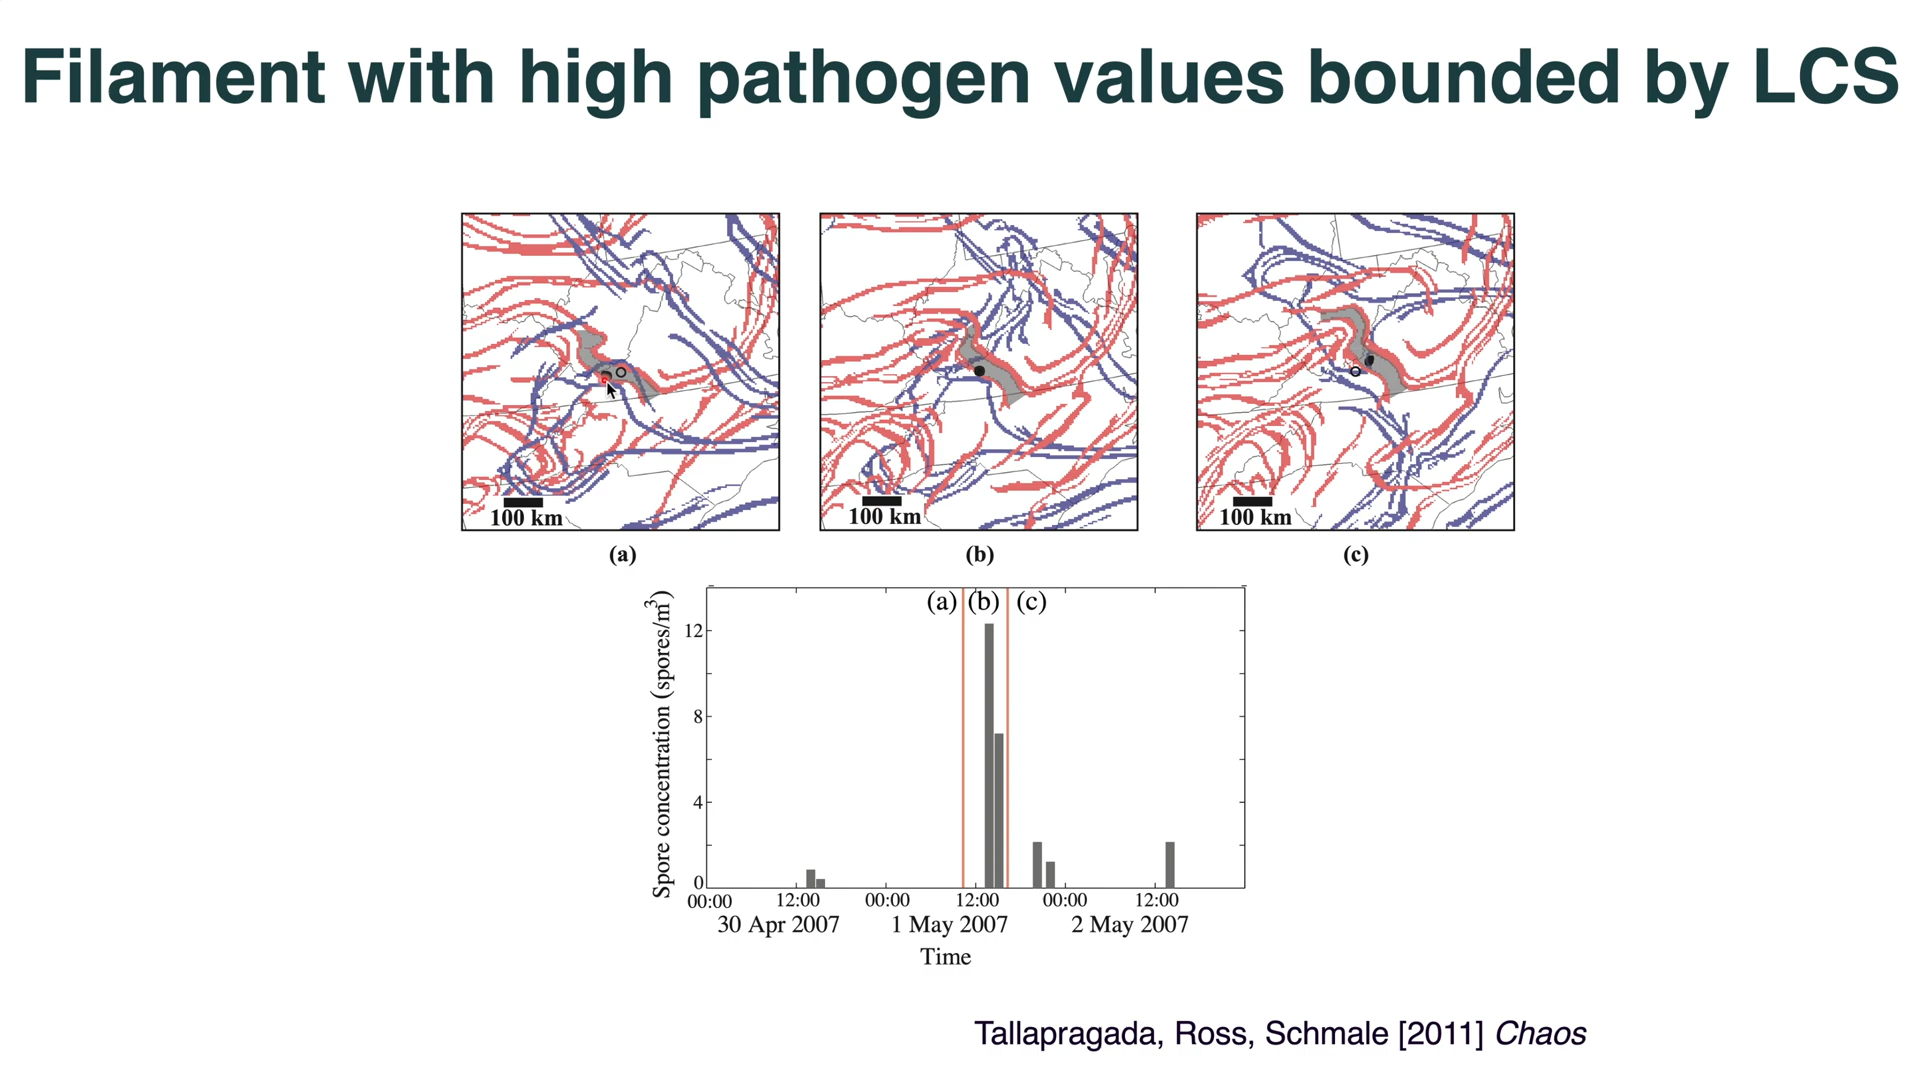 Filament with high pathogen values bounded by LCS
100 km
100 km
100 km
(a)
(b)
(c)
(a) (b) (c)
Spore concentration (spores/m³)
12
8
4
0
00:00 12:00 00:00 12:00 00:00 12:00
30 Apr 2007 1 May 2007 2 May 2007
Time
Tallapragada, Ross, Schmale [2011] Chaos